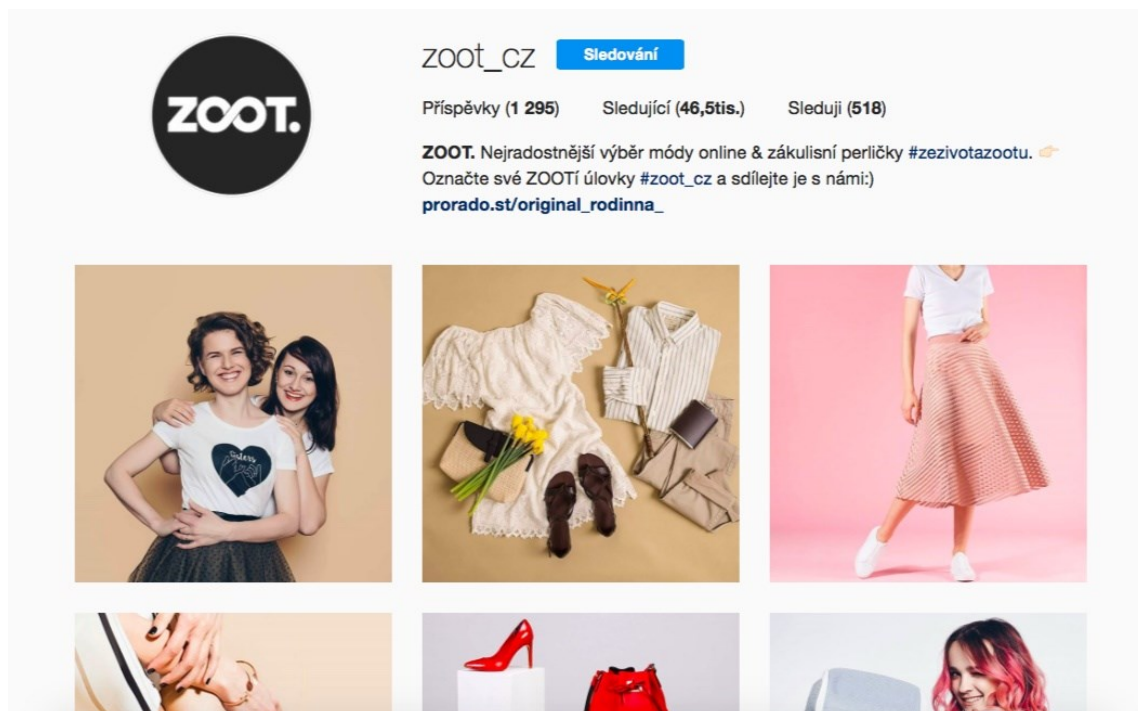 ZOOT.
zoot_cz Sledování
Příspěvky (1 295) Sledující (46,5tis.) Sleduji (518)
ZOOT. Nejradostnější výběr módy online & zákulisní perličky #zezivotazootu. 👉🏻
Označte své ZOOTí úlovky #zoot_cz a sdílejte je s námi:)
prorado.st/original_rodinna_
SISTERS